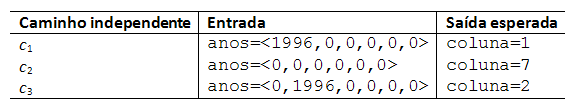 Caminho independente Entrada Saída esperada
c1 anos=<1996,0,0,0,0,0> coluna=1
c2 anos=<0,0,0,0,0,0> coluna=7
c3 anos=<0,1996,0,0,0,0> coluna=2